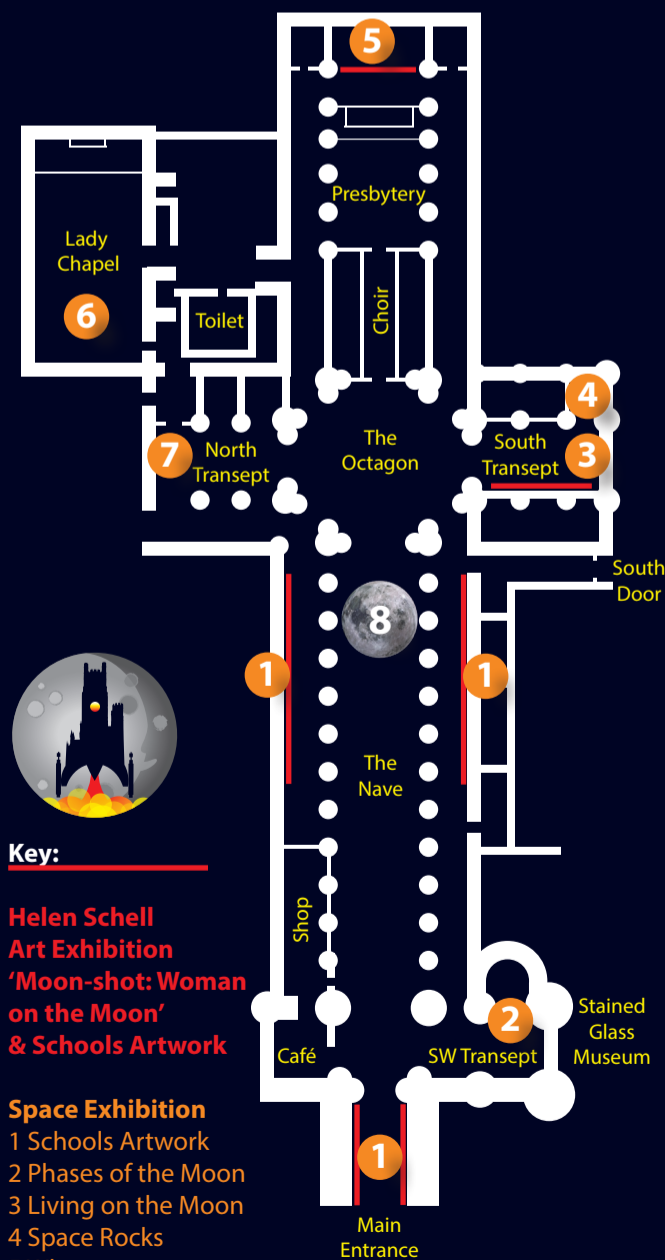 5
Presbytery
Lady
Chapel
6
Toilet
Choir
4
7
North
Transept
The
Octagon
South
Transept
3
South
Door
8
1
1
The
Nave
Key:
Shop
Helen Schell
Art Exhibition
‘Moon-shot: Woman
on the Moon’
& Schools Artwork
2
Stained
Glass
Museum
Café
SW Transept
Space Exhibition
1 Schools Artwork
2 Phases of the Moon
3 Living on the Moon
4 Space Rocks
1
Main
Entrance